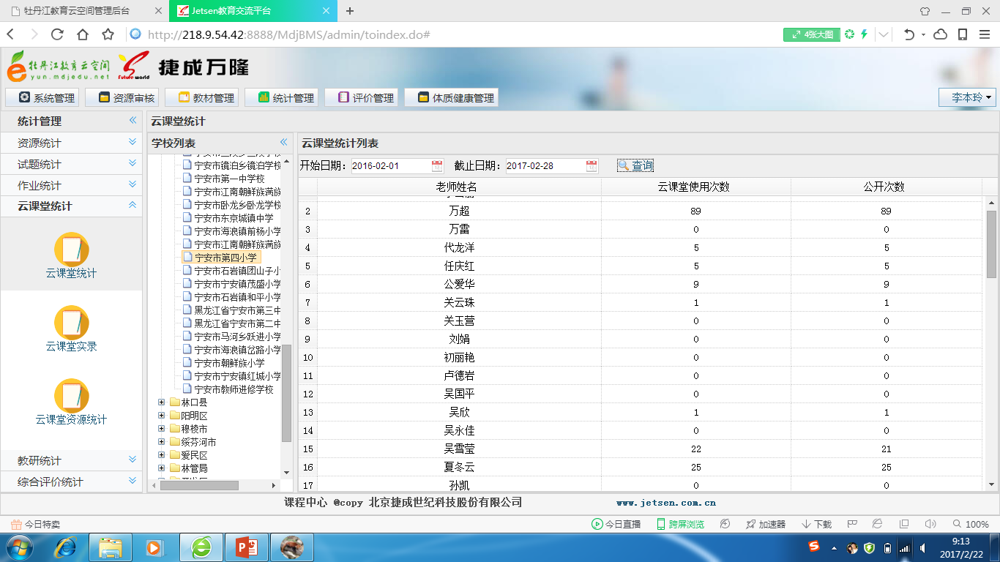 牡丹江教育云空间管理后台
Jetsen教育交流平台
http://218.9.54.42:8888/MdjBMS/admin/toindex.do#
4张大图
牡丹江教育云空间
yun.mdjedu.net
Future world
捷成万隆
系统管理
资源审核
教材管理
统计管理
评价管理
体质健康管理
李本玲
统计管理
资源统计
试题统计
作业统计
云课堂统计
云课堂统计
云课堂实录
云课堂资源统计
教研统计
综合评价统计
云课堂统计
学校列表
宁安市镜泊乡镜泊学校
宁安市第一中学校
宁安市江南朝鲜族满族
宁安市卧龙乡卧龙学校
宁安市东京城镇中学
宁安市海浪镇前杨小学
宁安市江南朝鲜族满族
宁安市第四小学
宁安市石岩镇团山子小
宁安市宁安镇茂盛小学
宁安市石岩镇和平小学
黑龙江省宁安市第三中
黑龙江省宁安市第二中
宁安市马河乡跃进小学
宁安市海浪镇岔路小学
宁安市朝鲜族小学
宁安市宁安镇红城小学
宁安市教师进修学校
林口县
阳明区
穆棱市
绥芬河市
爱民区
林管局
云课堂统计列表
开始日期: 2016-02-01 截止日期: 2017-02-28 查询
老师姓名 云课堂使用次数 公开次数
2 万超 89 89
3 万雷 0 0
4 代龙洋 5 5
5 任庆红 5 5
6 公爱华 9 9
7 关云珠 1 1
8 关玉营 0 0
9 刘娟 0 0
10 初丽艳 0 0
11 卢德岩 0 0
12 吴国平 0 0
13 吴欣 1 1
14 吴永佳 0 0
15 吴雪莹 22 21
16 夏冬云 25 25
17 孙凯 0 0
课程中心 @copy 北京捷成世纪科技股份有限公司 www.jetsen.com.cn
今日特卖
今日直播
跨屏浏览
加速器
下载
100%
9:13
2017/2/22